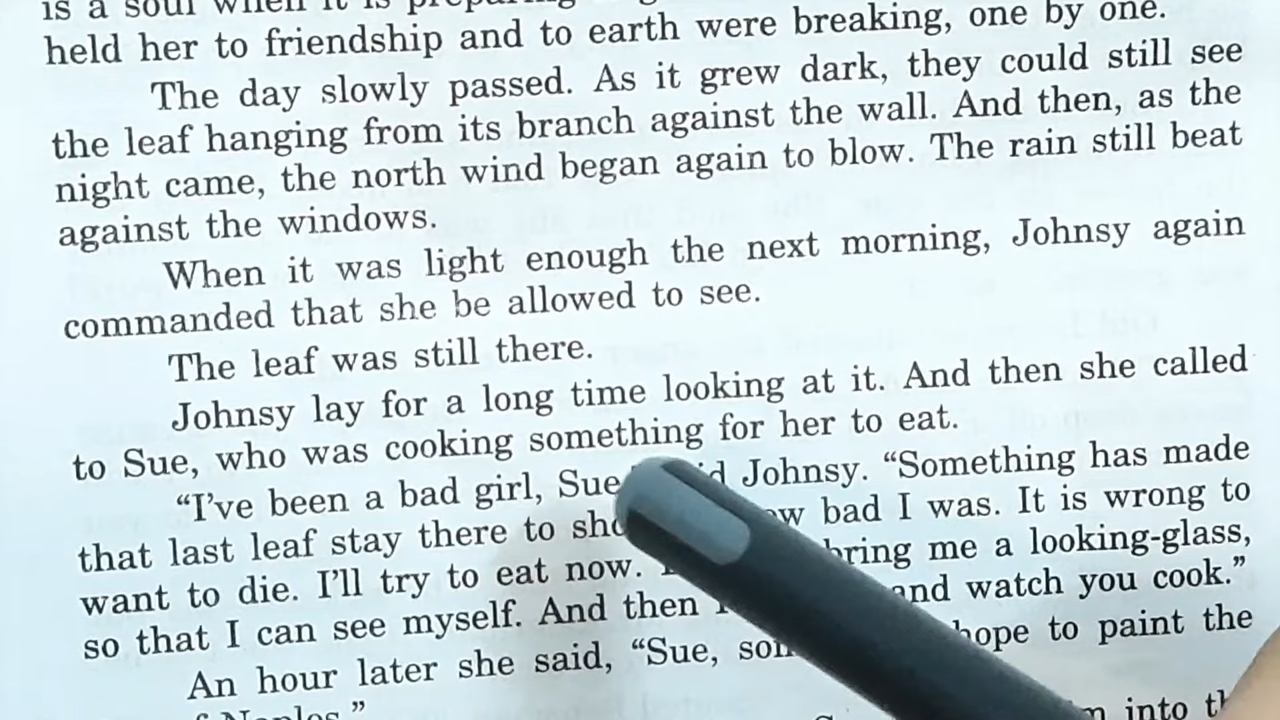 is a soul when it is
held her to friendship and to earth were breaking, one by one.
The day slowly passed. As it grew dark, they could still see
the leaf hanging from its branch against the wall. And then, as the
night came, the north wind began again to blow. The rain still beat
against the windows.
When it was light enough the next morning, Johnsy again
commanded that she be allowed to see.
The leaf was still there.
Johnsy lay for a long time looking at it. And then she called
to Sue, who was cooking something for her to eat.
“I’ve been a bad girl, Sue Johnsy. “Something has made
that last leaf stay there to bad I was. It is wrong to
want to die. I’ll try to eat now. bring me a looking-glass,
so that I can see myself. And then and watch you cook.”
An hour later she said, “Sue, hope to paint the
Naples.” into